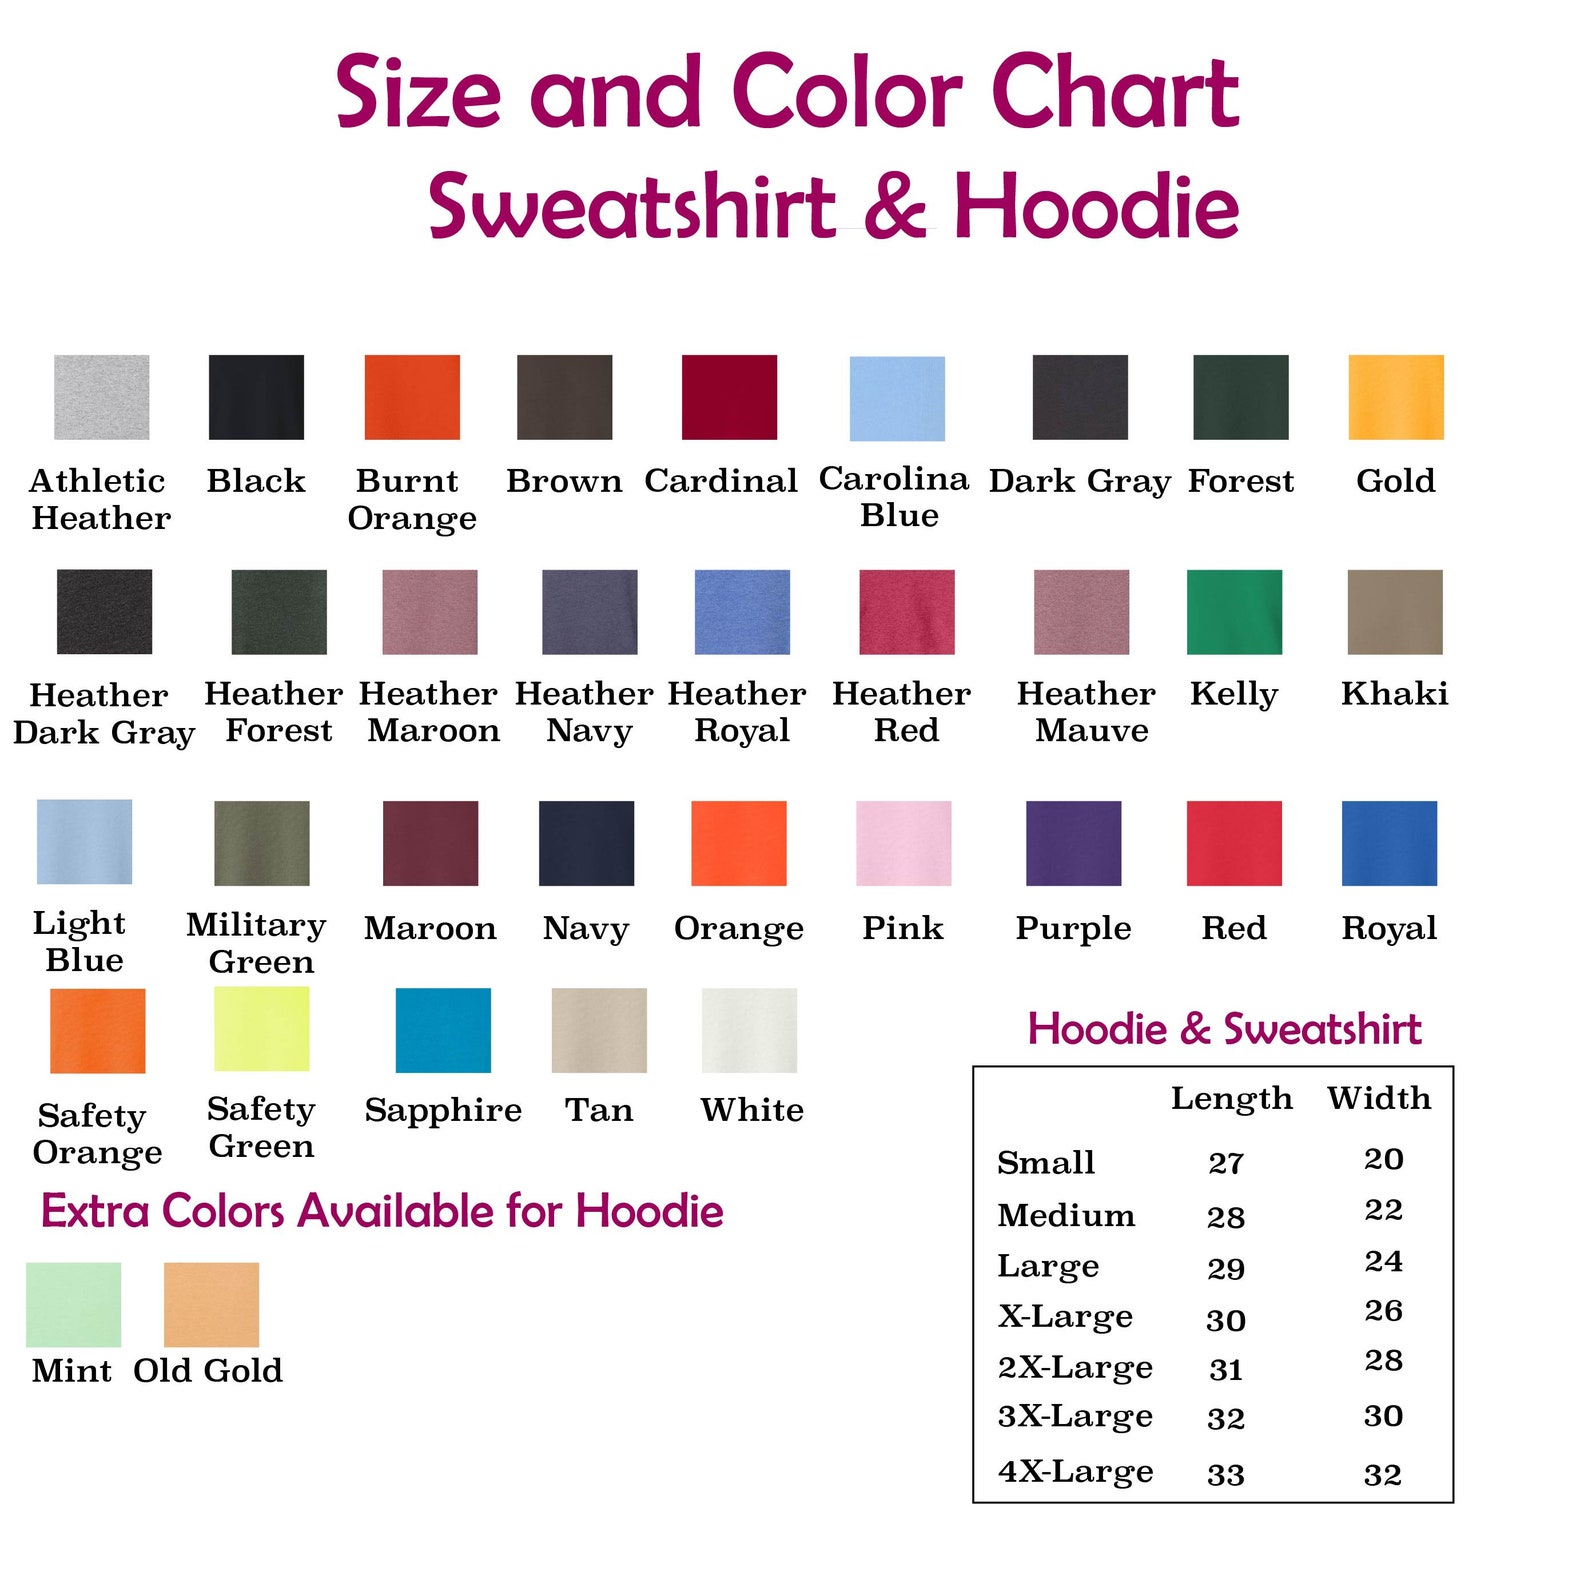 Size and Color Chart
Sweatshirt & Hoodie
Athletic Heather
Black
Burnt Orange
Brown
Cardinal
Carolina Blue
Dark Gray
Forest
Gold
Heather Dark Gray
Heather Forest
Heather Maroon
Heather Navy
Heather Royal
Heather Red
Heather Mauve
Kelly
Khaki
Light Blue
Military Green
Maroon
Navy
Orange
Pink
Purple
Red
Royal
Safety Orange
Safety Green
Sapphire
Tan
White
Extra Colors Available for Hoodie
Mint
Old Gold
Hoodie & Sweatshirt
Length Width
Small 27 20
Medium 28 22
Large 29 24
X-Large 30 26
2X-Large 31 28
3X-Large 32 30
4X-Large 33 32